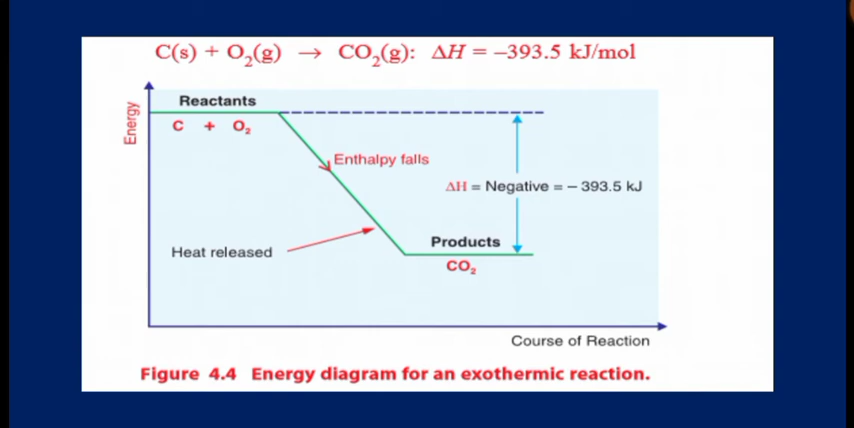 C(s) + O₂(g) → CO₂(g): ΔH = –393.5 kJ/mol
Energy
Reactants
C + O₂
Enthalpy falls
ΔH = Negative = – 393.5 kJ
Heat released
Products
CO₂
Course of Reaction
Figure 4.4 Energy diagram for an exothermic reaction.